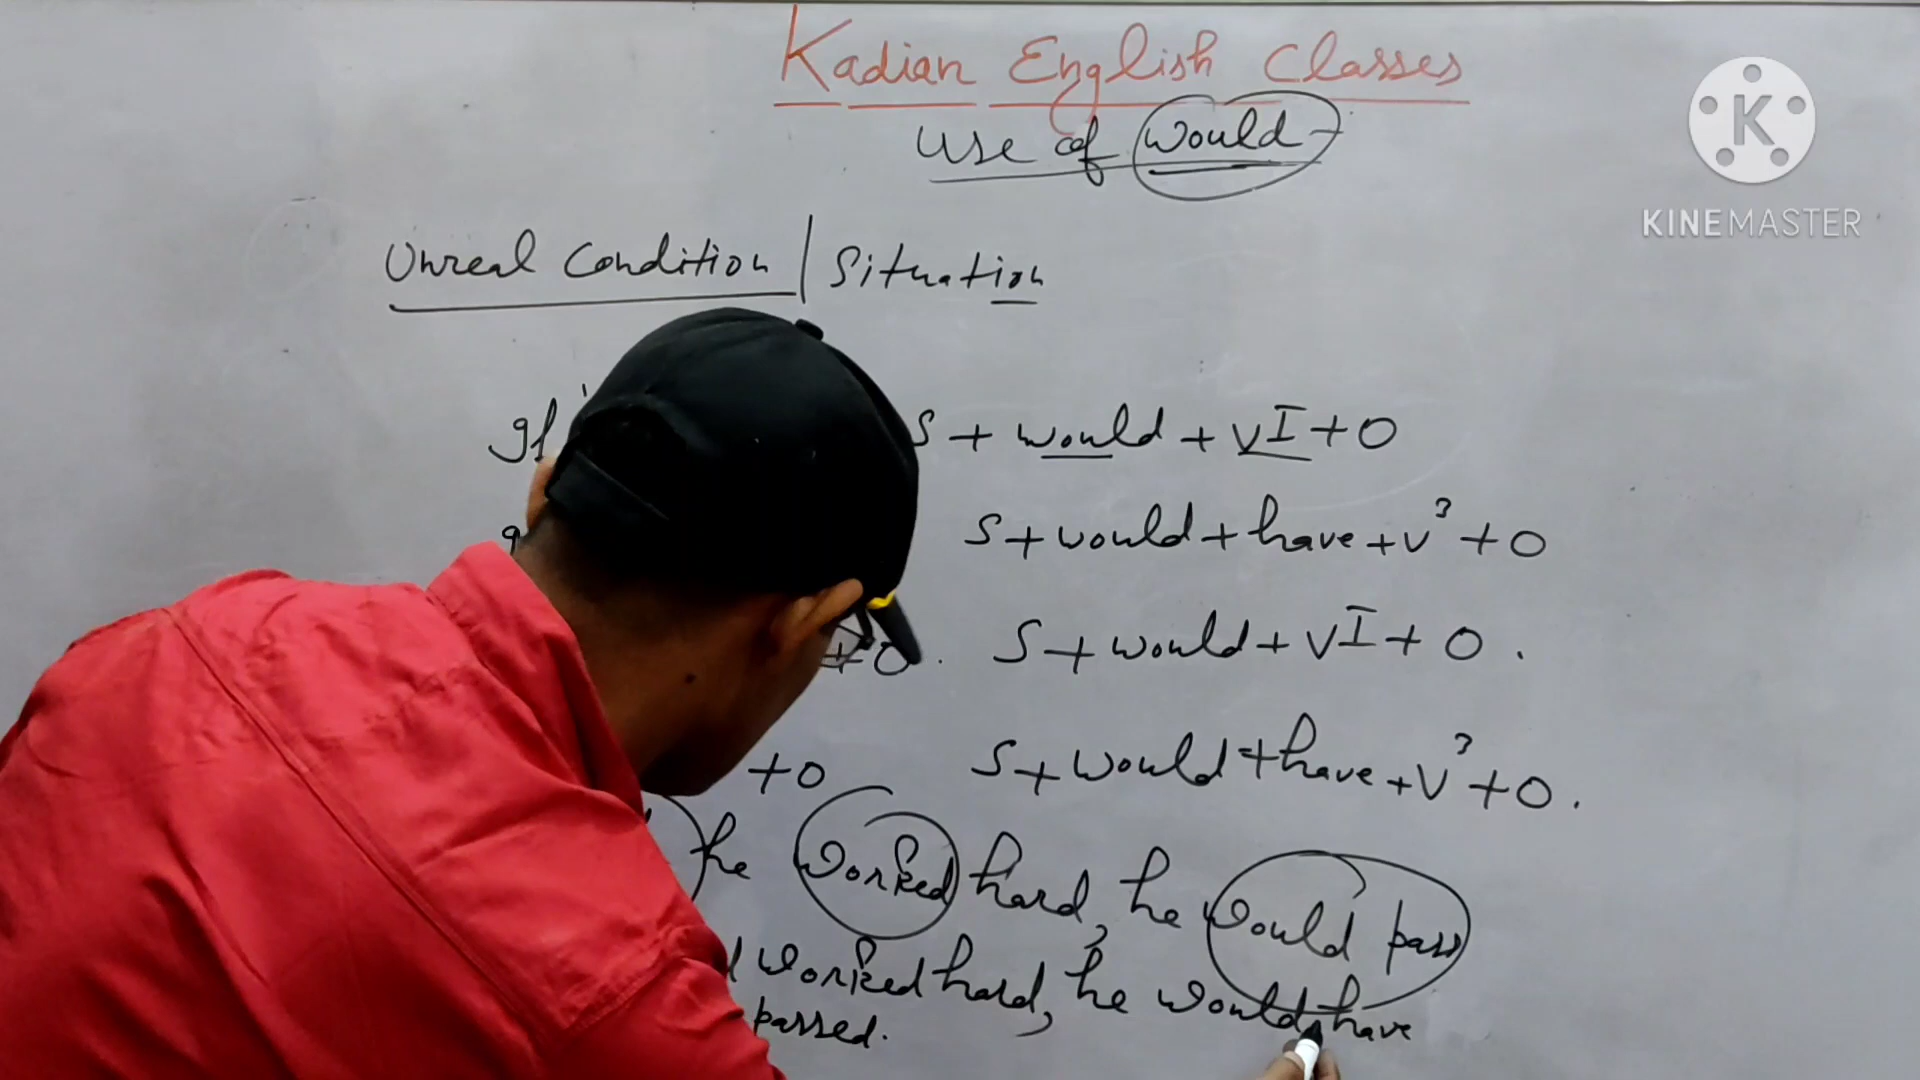 Kadian English Classes
Use of Would
K
KINEMASTER
Unreal Condition | Situation
If S + would + VI + O
S + would + have + V³ + O
+ O . S + would + VI + O .
+ O S + would + have + V³ + O .
he worked hard, he would pass
worked hard, he would have
passed.